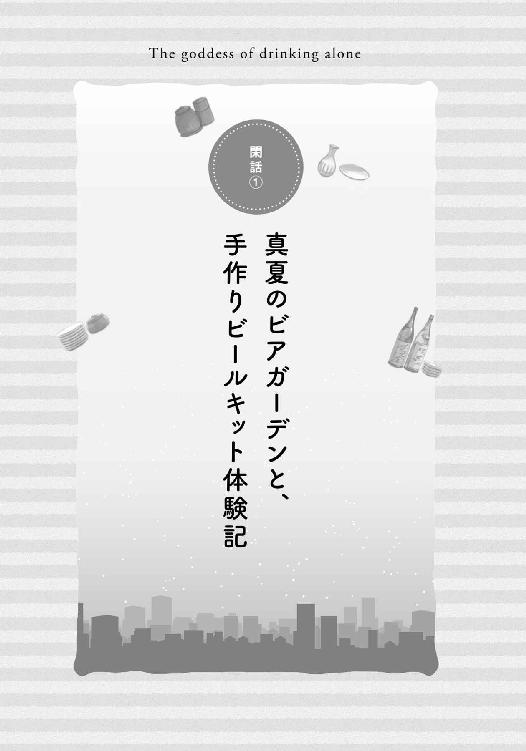 The goddess of drinking alone
閑話①
真夏のビアガーデンと、
手作りビールキット体験記